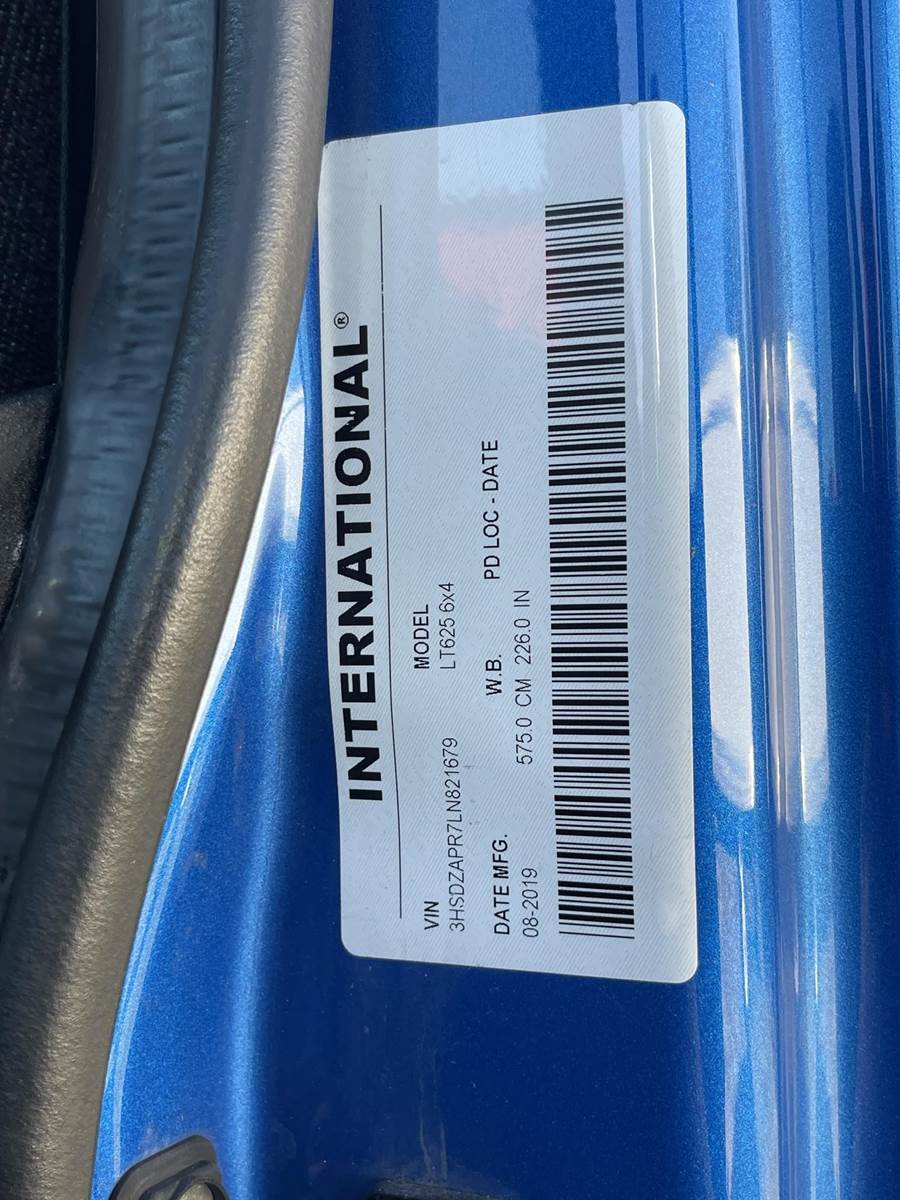 INTERNATIONAL®
VIN MODEL
3HSDZAPR7LN821679 LT625 6x4
DATE MFG. W.B. PD LOC - DATE
08-2019 575.0 CM 226.0 IN